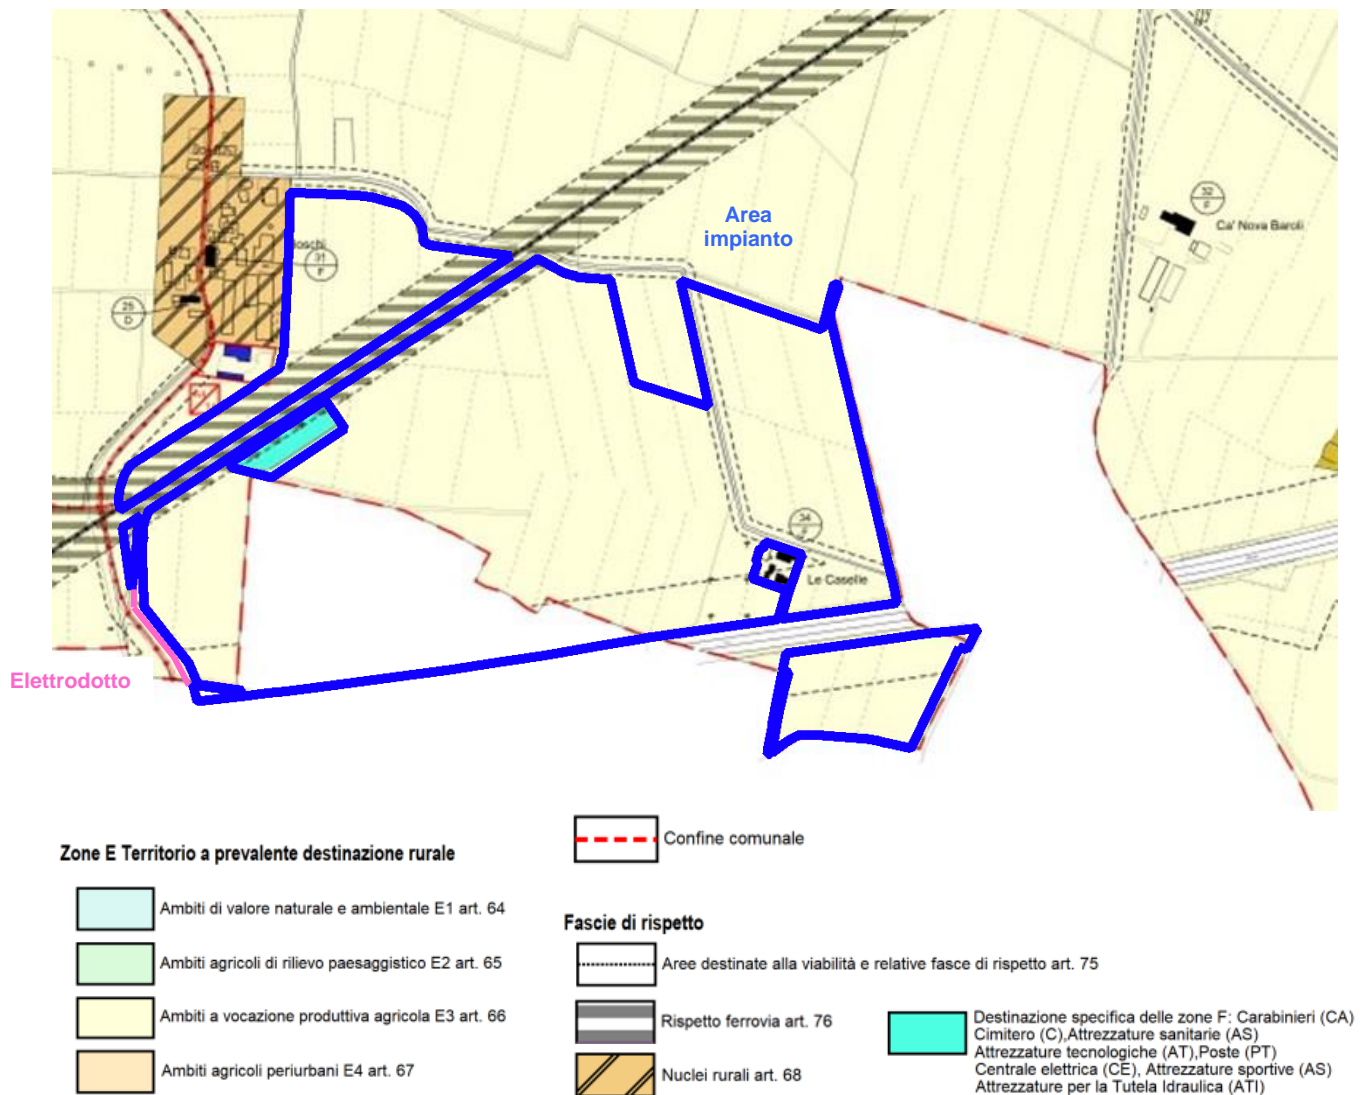 Area
impianto
32
F
Ca' Nova Baroli
31
F
25
D
34
F
Le Caselle
Elettrodotto
Zone E Territorio a prevalente destinazione rurale
Ambiti di valore naturale e ambientale E1 art. 64
Ambiti agricoli di rilievo paesaggistico E2 art. 65
Ambiti a vocazione produttiva agricola E3 art. 66
Ambiti agricoli periurbani E4 art. 67
Confine comunale
Fascie di rispetto
Aree destinate alla viabilità e relative fasce di rispetto art. 75
Rispetto ferrovia art. 76
Nuclei rurali art. 68
Destinazione specifica delle zone F: Carabinieri (CA)
Cimitero (C),Attrezzature sanitarie (AS)
Attrezzature tecnologiche (AT),Poste (PT)
Centrale elettrica (CE), Attrezzature sportive (AS)
Attrezzature per la Tutela Idraulica (ATI)